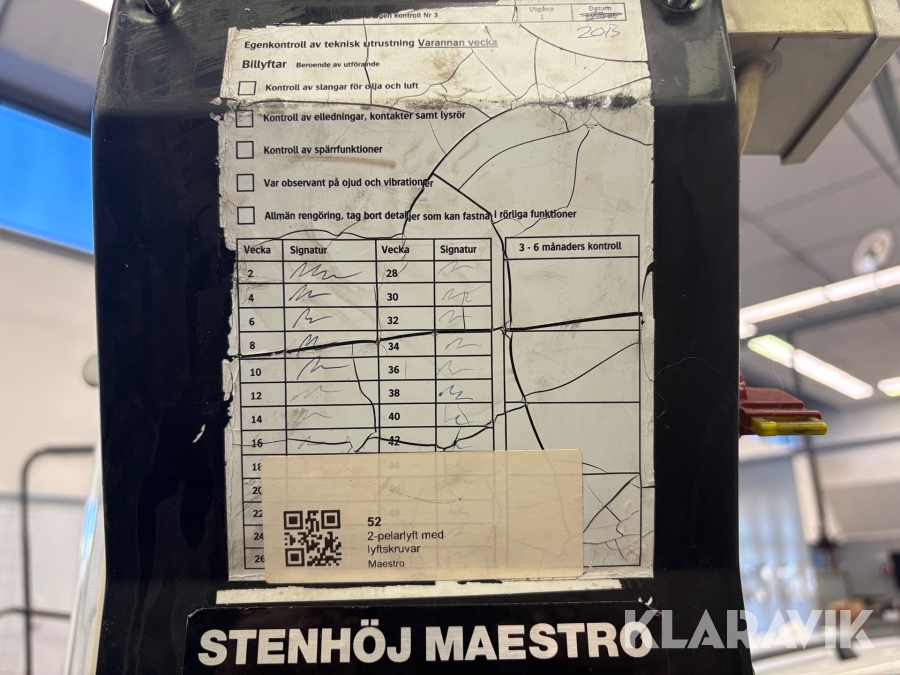 kontroll Nr 3
Utgåva
1
Datum
2015
Egenkontroll av teknisk utrustning Varannan vecka
Billyftar Beroende av utförande
Kontroll av slangar för olja och luft
Kontroll av elledningar, kontakter samt lysrör
Kontroll av spärrfunktioner
Var observant på ojud och vibrationer
Allmän rengöring, tag bort detaljer som kan fastna i rörliga funktioner
Vecka Signatur Vecka Signatur 3 - 6 månaders kontroll
2 28
4 30
6 32
8 34
10 36
12 38
14 40
16 42
18 44
20
22
24
26
52
2-pelarlyft med
lyftskruvar
Maestro
STENHÖJ MAESTRO
KLARAVIK